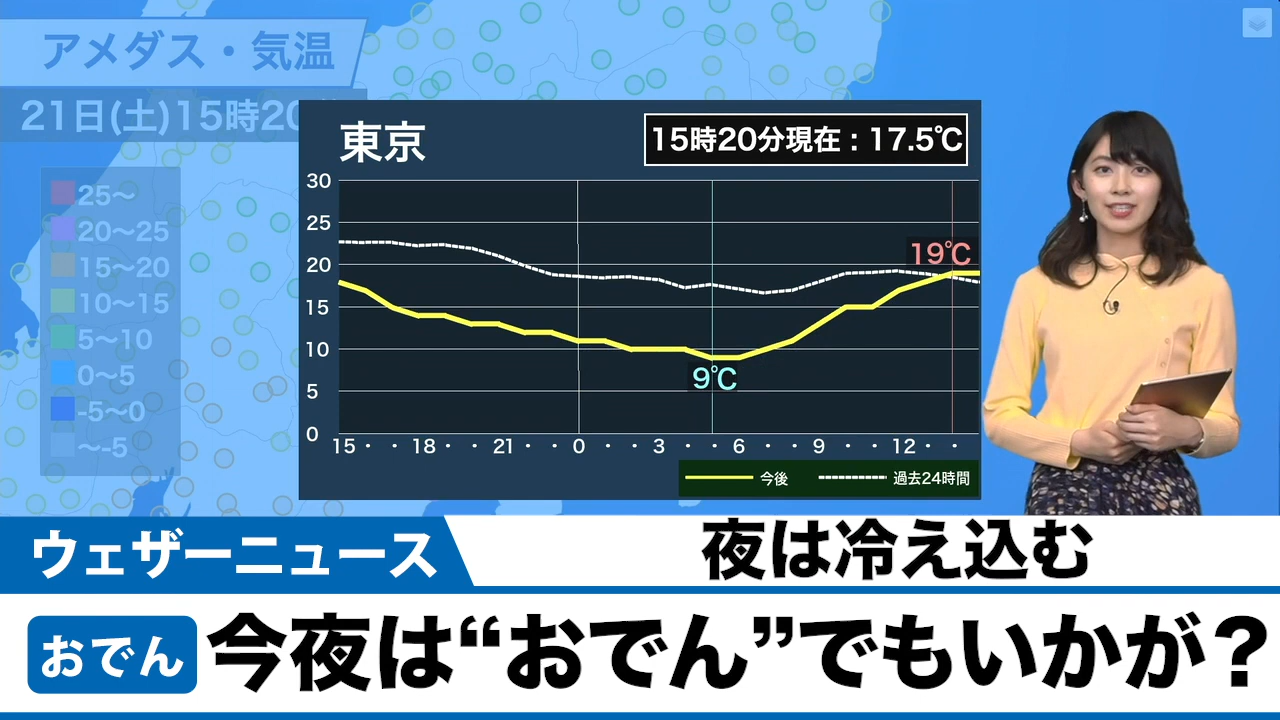 アメダス・気温
21日(土)15時20
25〜
20〜25
15〜20
10〜15
5〜10
0〜5
-5〜0
〜-5
東京
15時20分現在：17.5℃
30
25
20
15
10
5
0
19℃
9℃
15 ・ ・ 18 ・ ・ 21 ・ ・ 0 ・ ・ 3 ・ ・ 6 ・ ・ 9 ・ ・ 12 ・ ・
今後 過去24時間
ウェザーニュース
夜は冷え込む
おでん
今夜は“おでん”でもいかが？